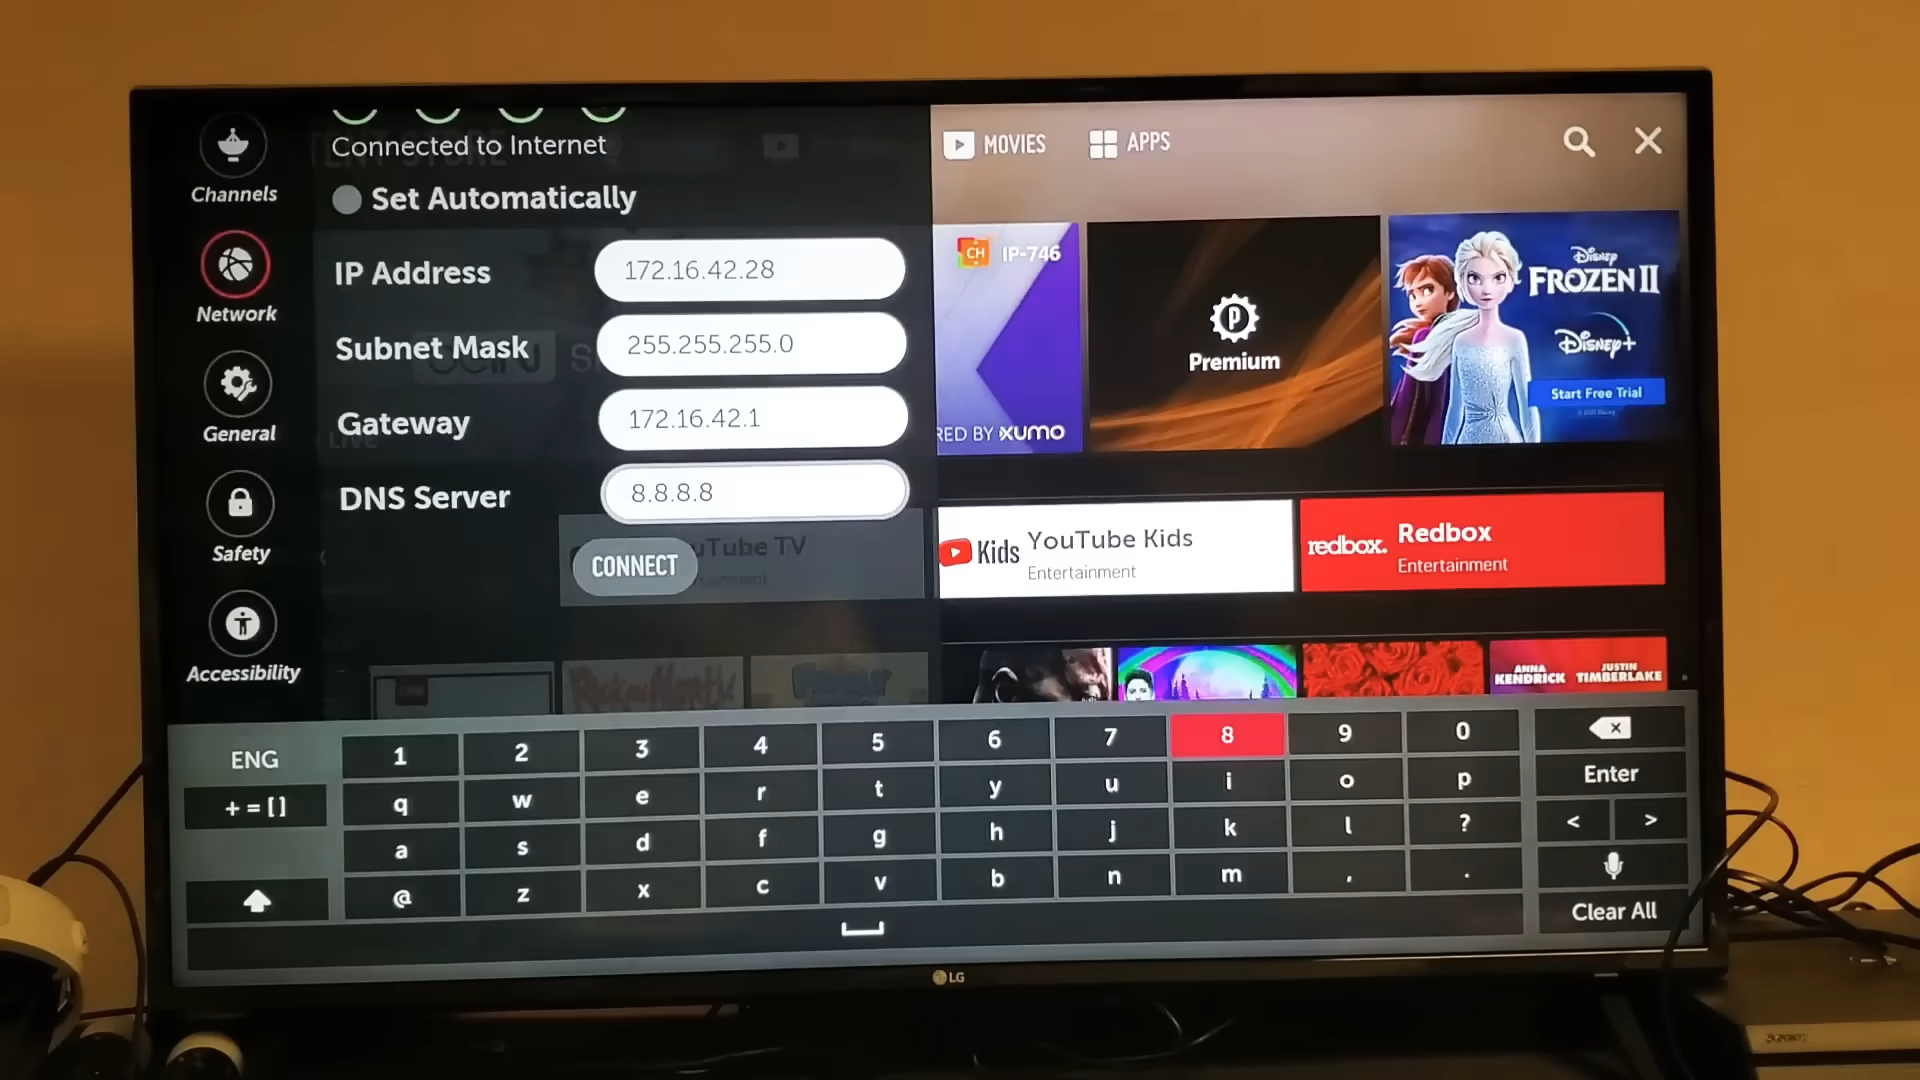 Connected to Internet
Set Automatically
IP Address 172.16.42.28
Subnet Mask 255.255.255.0
Gateway 172.16.42.1
DNS Server 8.8.8.8
CONNECT
Channels
Network
General
Safety
Accessibility
MOVIES APPS
CH IP-746
RED BY XUMO
P
Premium
Disney
FROZEN II
Disney+
Start Free Trial
uTube TV
LIVE
Kids YouTube Kids
Entertainment
redbox. Redbox
Entertainment
ANNA KENDRICK JUSTIN TIMBERLAKE
ENG 1 2 3 4 5 6 7 8 9 0
+ = [ ] q w e r t y u i o p Enter
a s d f g h j k l ? < >
@ z x c v b n m , .
Clear All
LG